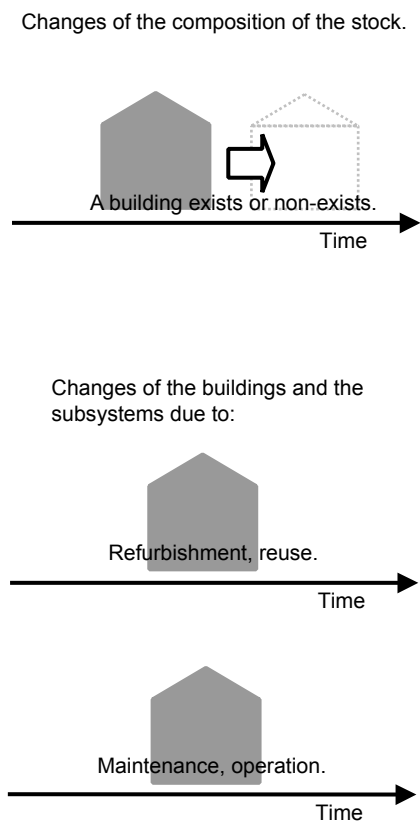 Changes of the composition of the stock.
A building exists or non-exists.
Time
Changes of the buildings and the
subsystems due to:
Refurbishment, reuse.
Time
Maintenance, operation.
Time